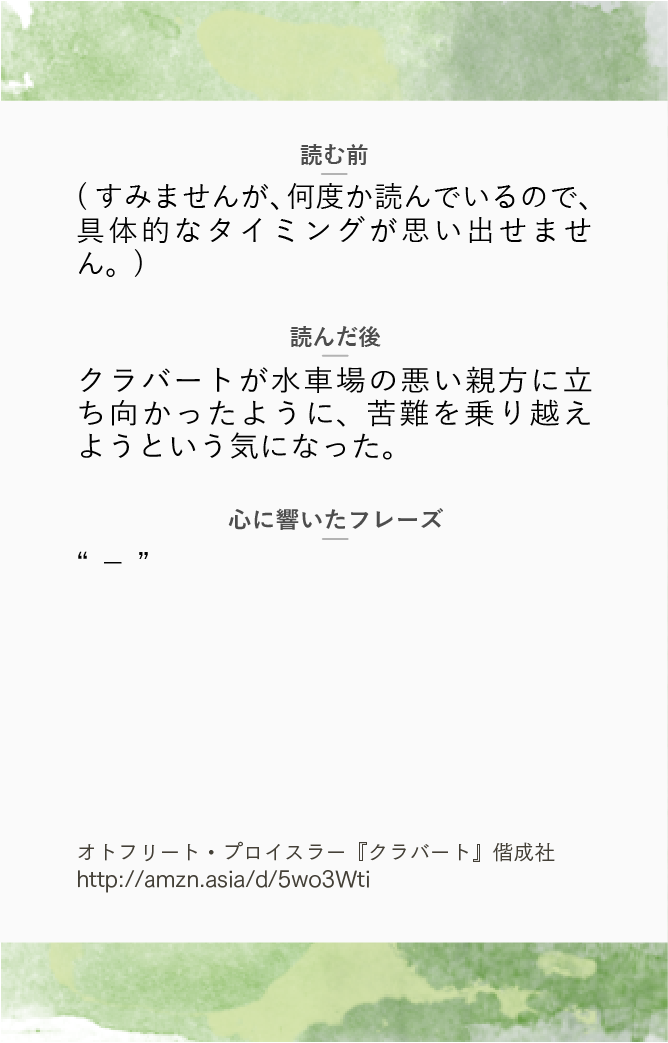 読む前
(すみませんが、何度か読んでいるので、
具体的なタイミングが思い出せませ
ん。)
読んだ後
クラバートが水車場の悪い親方に立
ち向かったように、苦難を乗り越え
ようという気になった。
心に響いたフレーズ
“ — ”
オトフリート・プロイスラー『クラバート』偕成社
http://amzn.asia/d/5wo3Wti